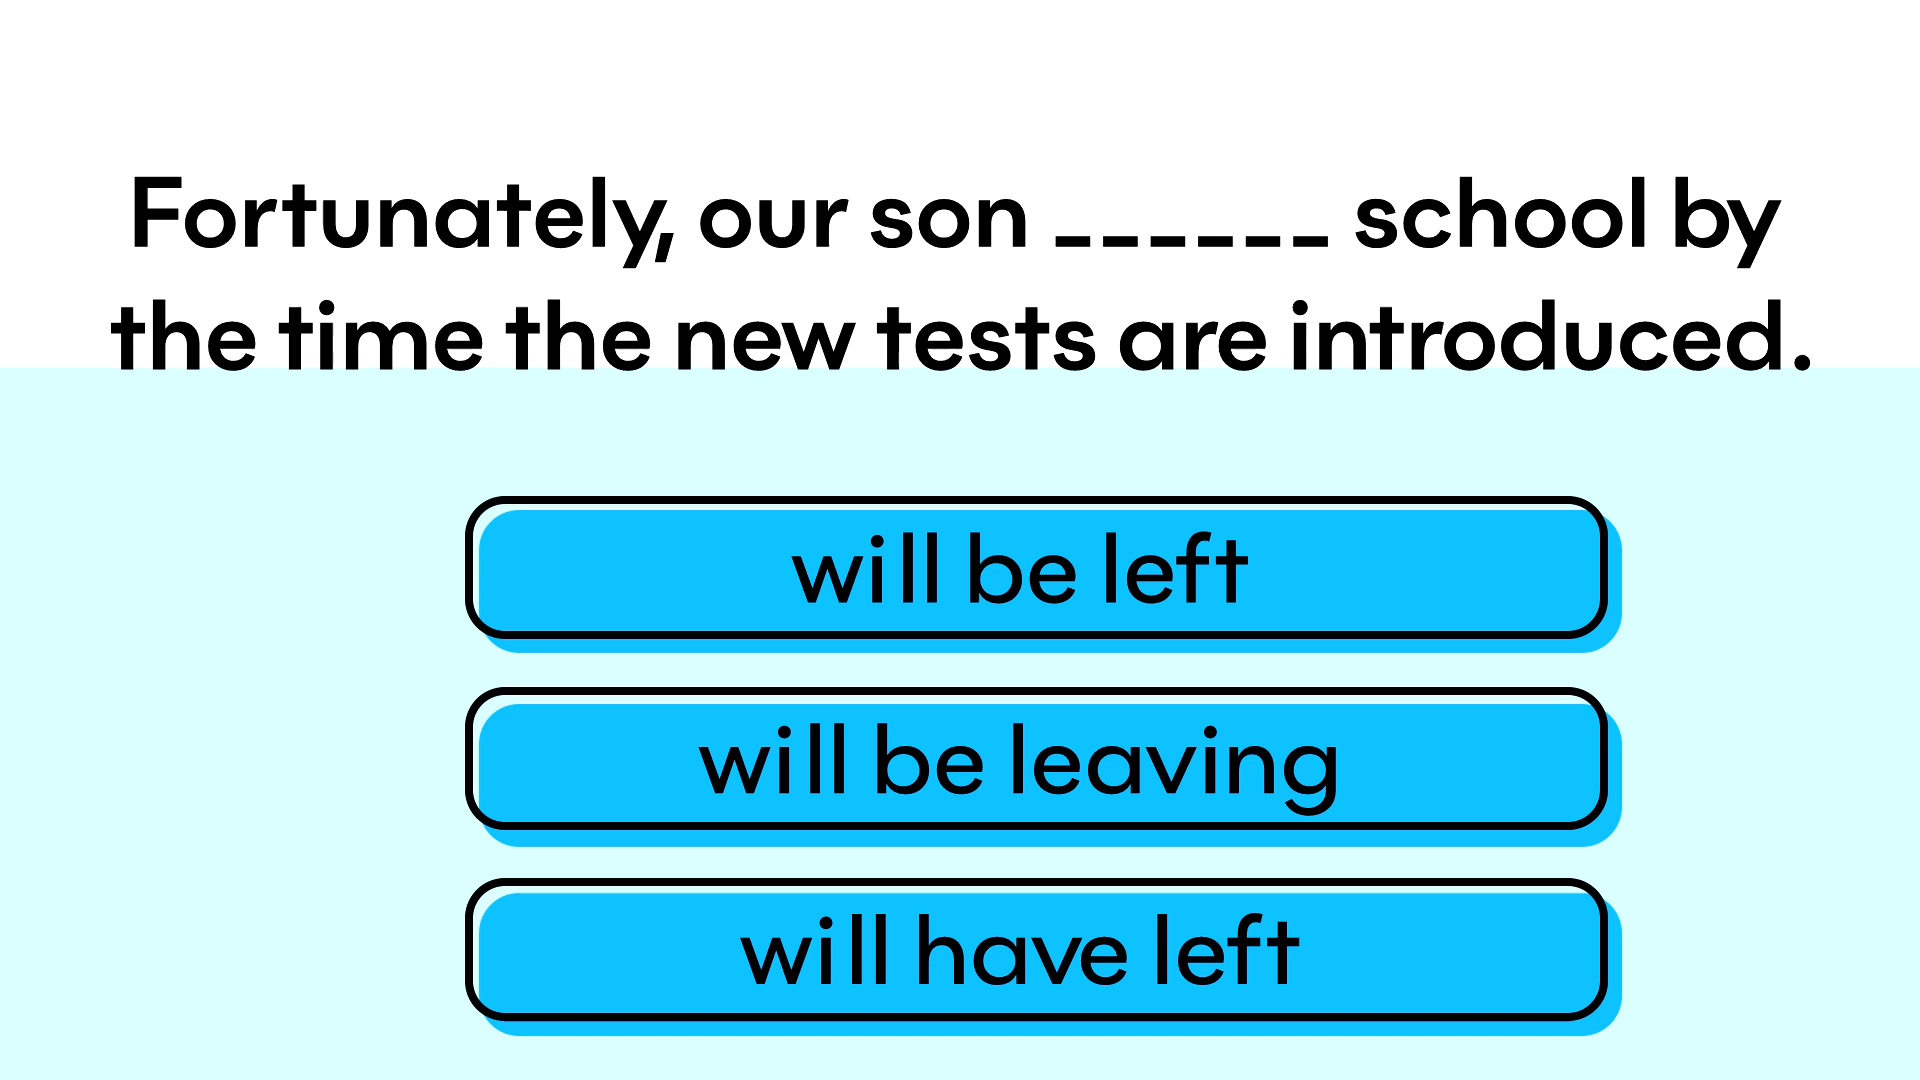 Fortunately, our son ______ school by
the time the new tests are introduced.
will be left
will be leaving
will have left